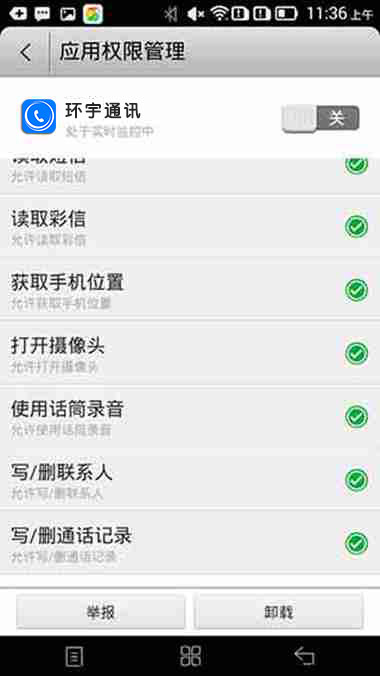 11:36 上午
应用权限管理
环宇通讯
处于实时监控中
关
读取短信
允许读取短信
读取彩信
允许读取彩信
获取手机位置
允许获取手机位置
打开摄像头
允许打开摄像头
使用话筒录音
允许使用话筒录音
写/删联系人
允许写/删联系人
写/删通话记录
允许写/删通话记录
举报
卸载